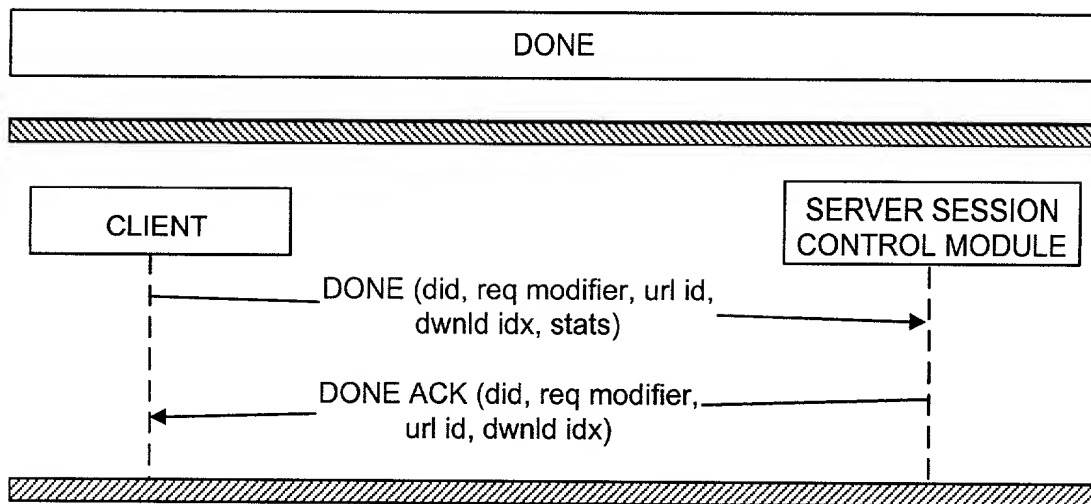 DONE
CLIENT
SERVER SESSION
CONTROL MODULE
DONE (did, req modifier, url id,
dwnld idx, stats)
DONE ACK (did, req modifier,
url id, dwnld idx)